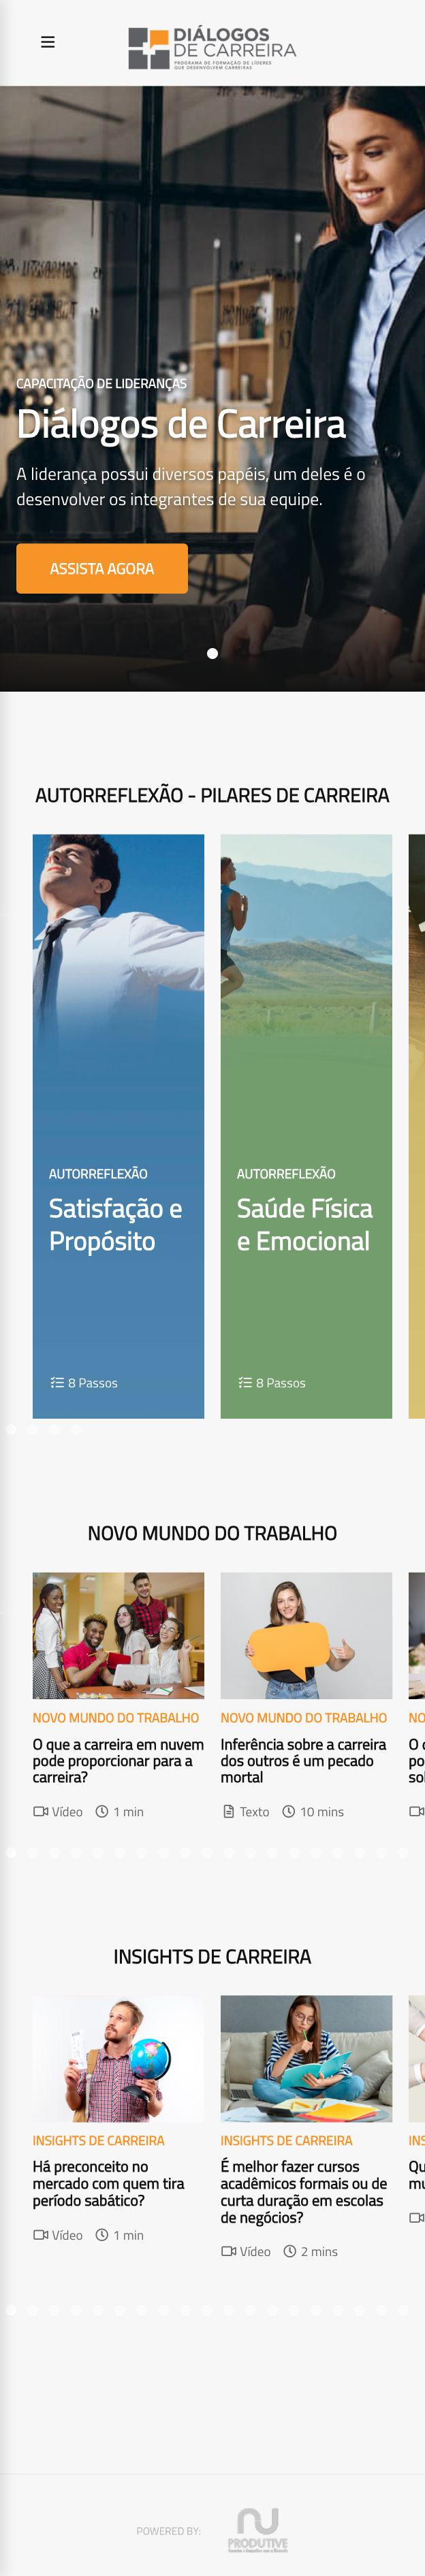 DIÁLOGOS
DE CARREIRA
PROGRAMA DE FORMAÇÃO DE LÍDERES
QUE DESENVOLVEM CARREIRAS
CAPACITAÇÃO DE LIDERANÇAS
Diálogos de Carreira
A liderança possui diversos papéis, um deles é o
desenvolver os integrantes de sua equipe.
ASSISTA AGORA
AUTORREFLEXÃO - PILARES DE CARREIRA
AUTORREFLEXÃO
Satisfação e
Propósito
8 Passos
AUTORREFLEXÃO
Saúde Física
e Emocional
8 Passos
NOVO MUNDO DO TRABALHO
NOVO MUNDO DO TRABALHO
O que a carreira em nuvem
pode proporcionar para a
carreira?
Vídeo 1 min
NOVO MUNDO DO TRABALHO
Inferência sobre a carreira
dos outros é um pecado
mortal
Texto 10 mins
INSIGHTS DE CARREIRA
INSIGHTS DE CARREIRA
Há preconceito no
mercado com quem tira
período sabático?
Vídeo 1 min
INSIGHTS DE CARREIRA
É melhor fazer cursos
acadêmicos formais ou de
curta duração em escolas
de negócios?
Vídeo 2 mins
POWERED BY:
PRODUTIVE